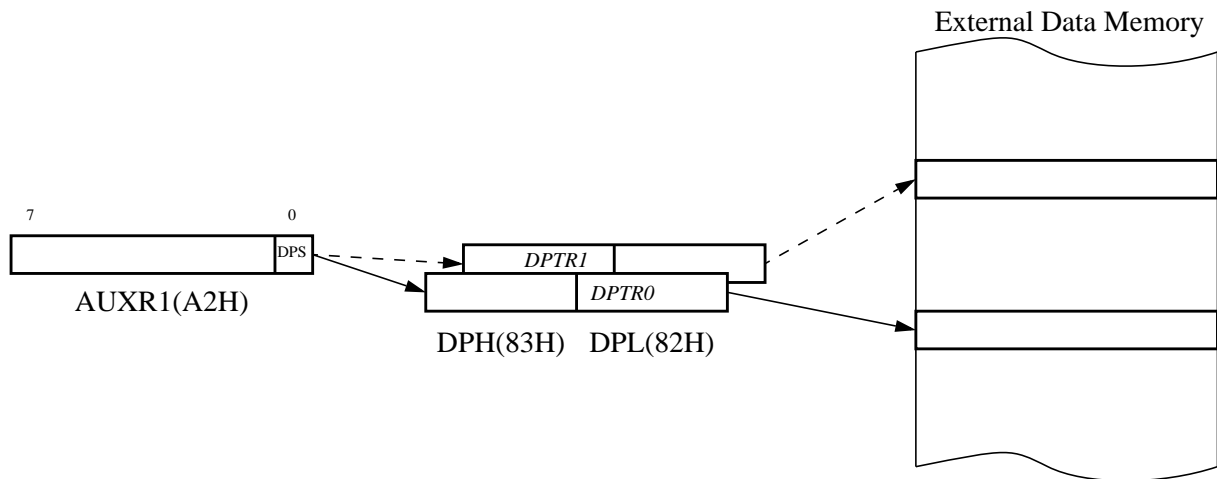 External Data Memory
7 0
DPS
DPTR1
AUXR1(A2H)
DPTR0
DPH(83H) DPL(82H)